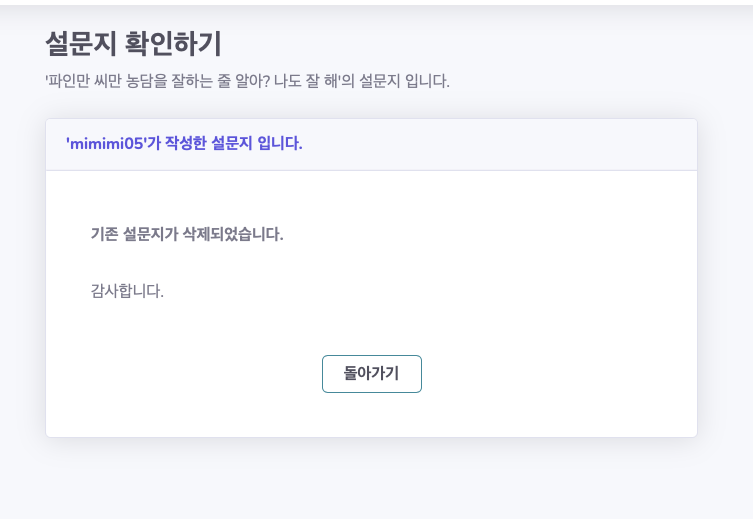 설문지 확인하기
'파인만 씨만 농담을 잘하는 줄 알아? 나도 잘 해'의 설문지 입니다.
'mimimi05'가 작성한 설문지 입니다.
기존 설문지가 삭제되었습니다.
감사합니다.
돌아가기